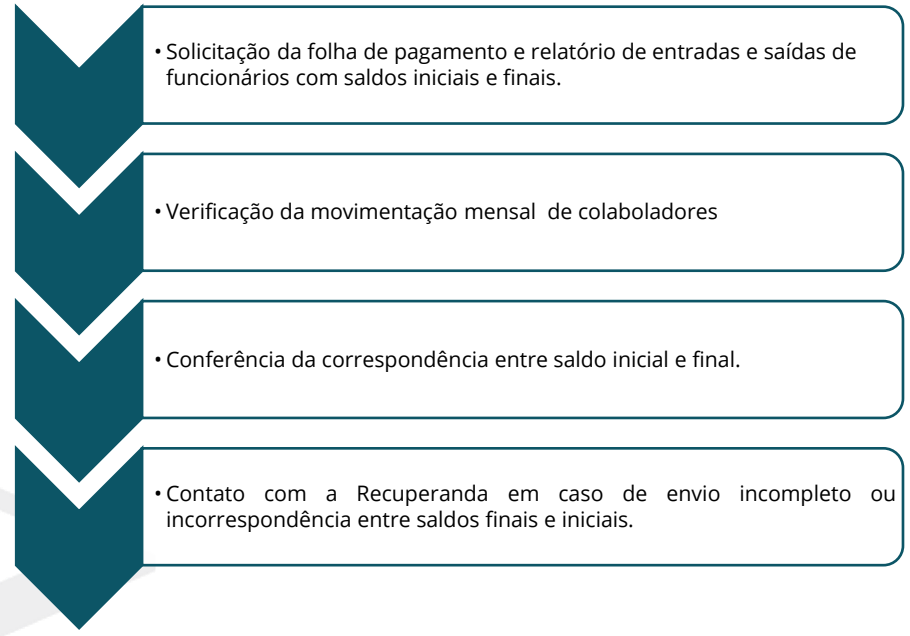 • Solicitação da folha de pagamento e relatório de entradas e saídas de
funcionários com saldos iniciais e finais.
• Verificação da movimentação mensal  de colaboladores
• Conferência da correspondência entre saldo inicial e final.
• Contato com a Recuperanda em caso de envio incompleto ou
incorrespondência entre saldos finais e iniciais.